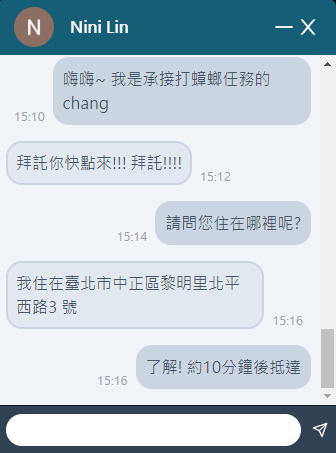 N
Nini Lin
嗨嗨~ 我是承接打蟑螂任務的
chang
15:10
拜託你快點來!!! 拜託!!!!
15:12
請問您住在哪裡呢?
15:14
我住在臺北市中正區黎明里北平
西路3 號
15:16
了解! 約10分鐘後抵達
15:16